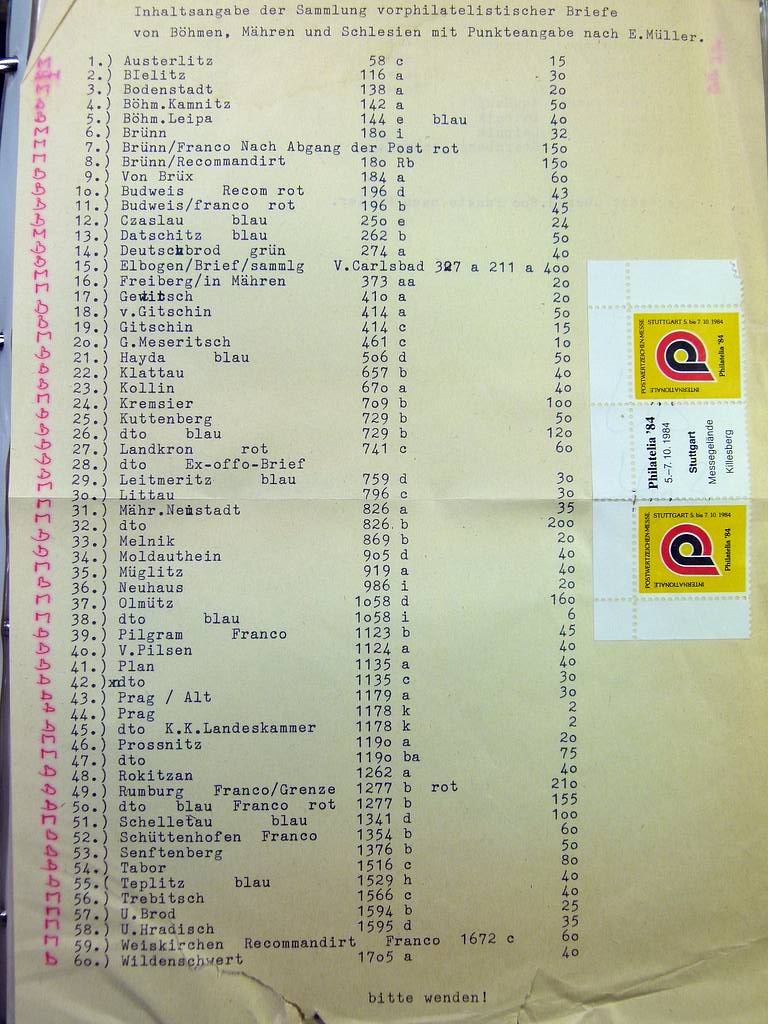 Inhaltsangabe der Sammlung vorphilatelistischer Briefe
von Böhmen, Mähren und Schlesien mit Punkteangabe nach E.Müller.
1.) Austerlitz 58 c 15
2.) BIelitz 116 a 3o
3.) Bodenstadt 138 a 2o
4.) Böhm.Kamnitz 142 a 5o
5.) Böhm.Leipa 144 e blau 4o
6.) Brünn 18o i 32
7.) Brünn/Franco Nach Abgang der Post rot 15o
8.) Brünn/Recommandirt 18o Rb 15o
9.) Von Brüx 184 a 6o
1o.) Budweis Recom rot 196 d 43
11.) Budweis/franco rot 196 b 45
12.) Czaslau blau 25o e 24
13.) Datschitz blau 262 b 5o
14.) Deutschbrod grün 274 a 4o
15.) Elbogen/Brief/sammlg V.Carlsbad 327 a 211 a 4oo
16.) Freiberg/in Mähren 373 aa 2o
17.) Gewitsch 41o a 2o
18.) v.Gitschin 414 a 5o
19.) Gitschin 414 c 15
2o.) G.Meseritsch 461 c 1o
21.) Hayda blau 5o6 d 5o
22.) Klattau 657 b 4o
23.) Kollin 67o a 4o
24.) Kremsier 7o9 b 1oo
25.) Kuttenberg 729 b 5o
26.) dto blau 729 b 12o
27.) Landkron rot 741 c 6o
28.) dto Ex-offo-Brief
29.) Leitmeritz blau 759 d 3o
3o.) Littau 796 c 3o
31.) Mähr.Neustadt 826 a 35
32.) dto 826 b 2oo
33.) Melnik 869 b 2o
34.) Moldauthein 9o5 d 4o
35.) Müglitz 919 a 4o
36.) Neuhaus 986 i 2o
37.) Olmütz 1o58 d 16o
38.) dto blau 1o58 i 6
39.) Pilgram Franco 1123 b 45
4o.) V.Pilsen 1124 a 4o
41.) Plan 1135 a 4o
42.) dto 1135 c 3o
43.) Prag / Alt 1179 a 3o
44.) Prag 1178 k 2
45.) dto K.K.Landeskammer 1178 k 2
46.) Prossnitz 119o a 2o
47.) dto 119o ba 75
48.) Rokitzan 1262 a 4o
49.) Rumburg Franco/Grenze 1277 b rot 21o
5o.) dto blau Franco rot 1277 b 155
51.) Schelletau blau 1341 d 1oo
52.) Schüttenhofen Franco 1354 b 6o
53.) Senftenberg 1376 b 5o
54.) Tabor 1516 c 8o
55.( Teplitz blau 1529 h 4o
56.) Trebitsch 1566 c 4o
57.) U.Brod 1594 b 25
58.) U.Hradisch 1595 d 35
59.) Weiskirchen Recommandirt Franco 1672 c 6o
6o.) Wildenschwert 17o5 a 4o
bitte wenden!
STUTTGART 5. bis 7. 10. 1984
POSTWERTZEICHEN-MESSE
INTERNATIONALE
Philatelia '84
Philatelia '84
5.–7. 10. 1984
Stuttgart
Messegelände
Killesberg
STUTTGART 5. bis 7. 10. 1984
POSTWERTZEICHEN-MESSE
INTERNATIONALE
Philatelia '84